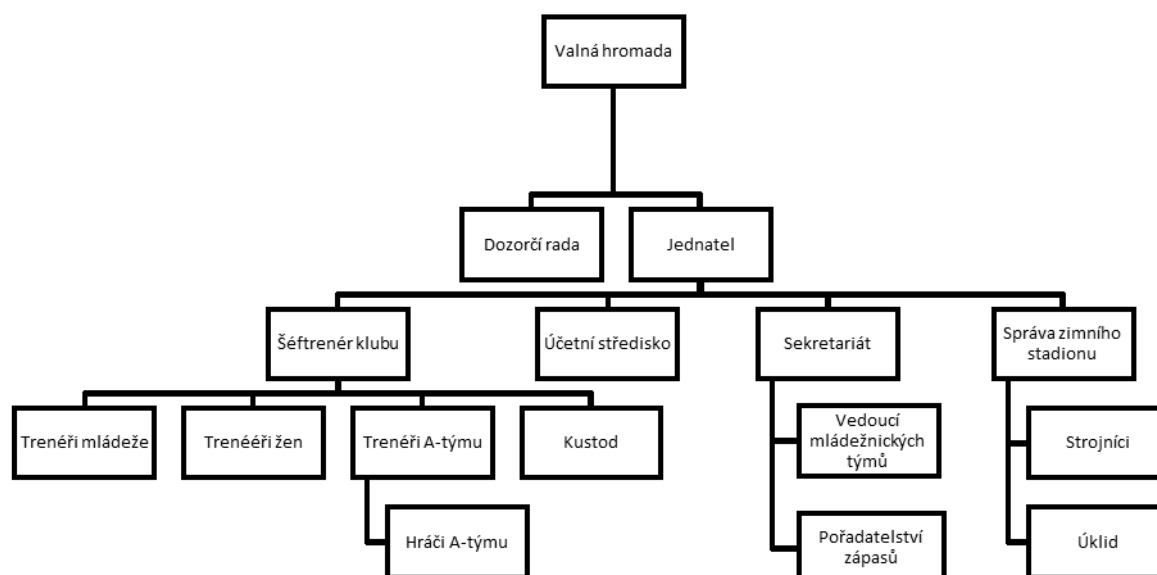 Valná hromada
Dozorčí rada
Jednatel
Šéftrenér klubu
Účetní středisko
Sekretariát
Správa zimního
stadionu
Trenéři mládeže
Trenééři žen
Trenéři A-týmu
Kustod
Vedoucí
mládežnických
týmů
Strojníci
Hráči A-týmu
Pořadatelství
zápasů
Úklid